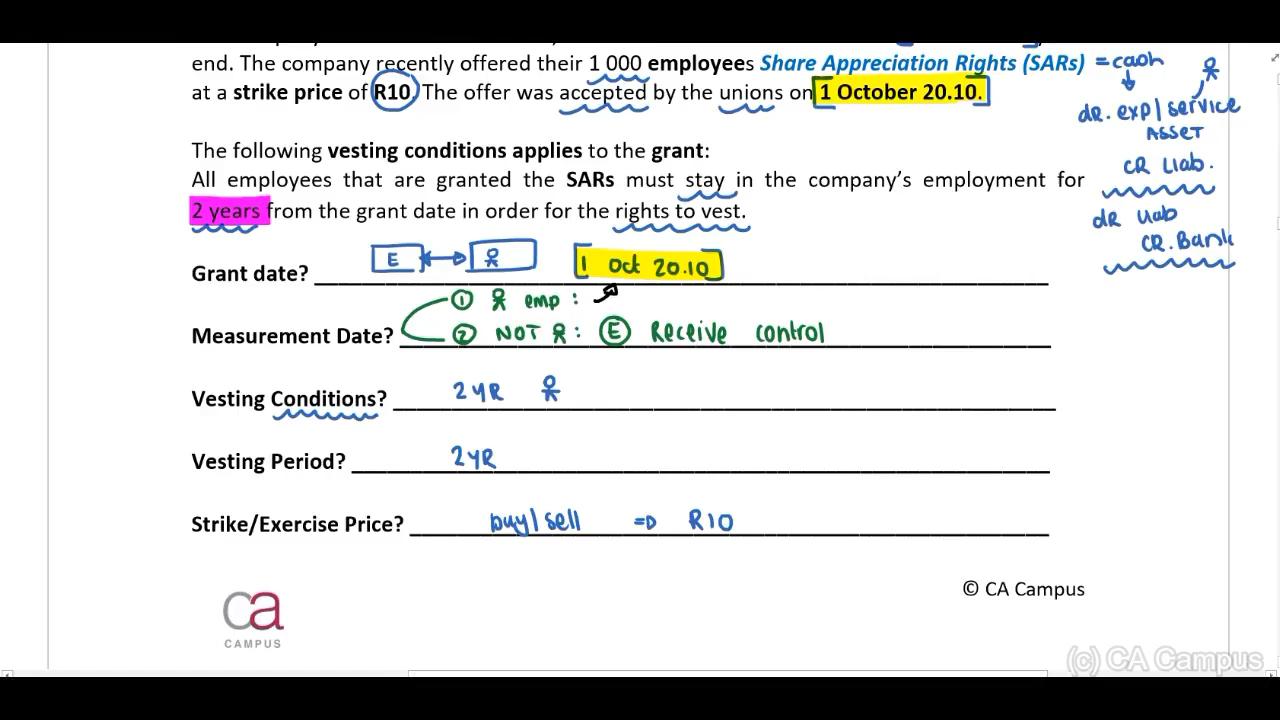 end. The company recently offered their 1 000 employees Share Appreciation Rights (SARs)
at a strike price of R10. The offer was accepted by the unions on 1 October 20.10.
= cash
dr. exp/service
ASSET
CR Liab.
dr Liab
CR. Bank
The following vesting conditions applies to the grant:
All employees that are granted the SARs must stay in the company's employment for
2 years from the grant date in order for the rights to vest.
E
Grant date? 1 Oct 20.10
① emp:
Measurement Date? ② NOT : E Receive control
Vesting Conditions? 2 YR
Vesting Period? 2 YR
Strike/Exercise Price? buy/sell => R10
© CA Campus
ca
CAMPUS
(c) CA Campus